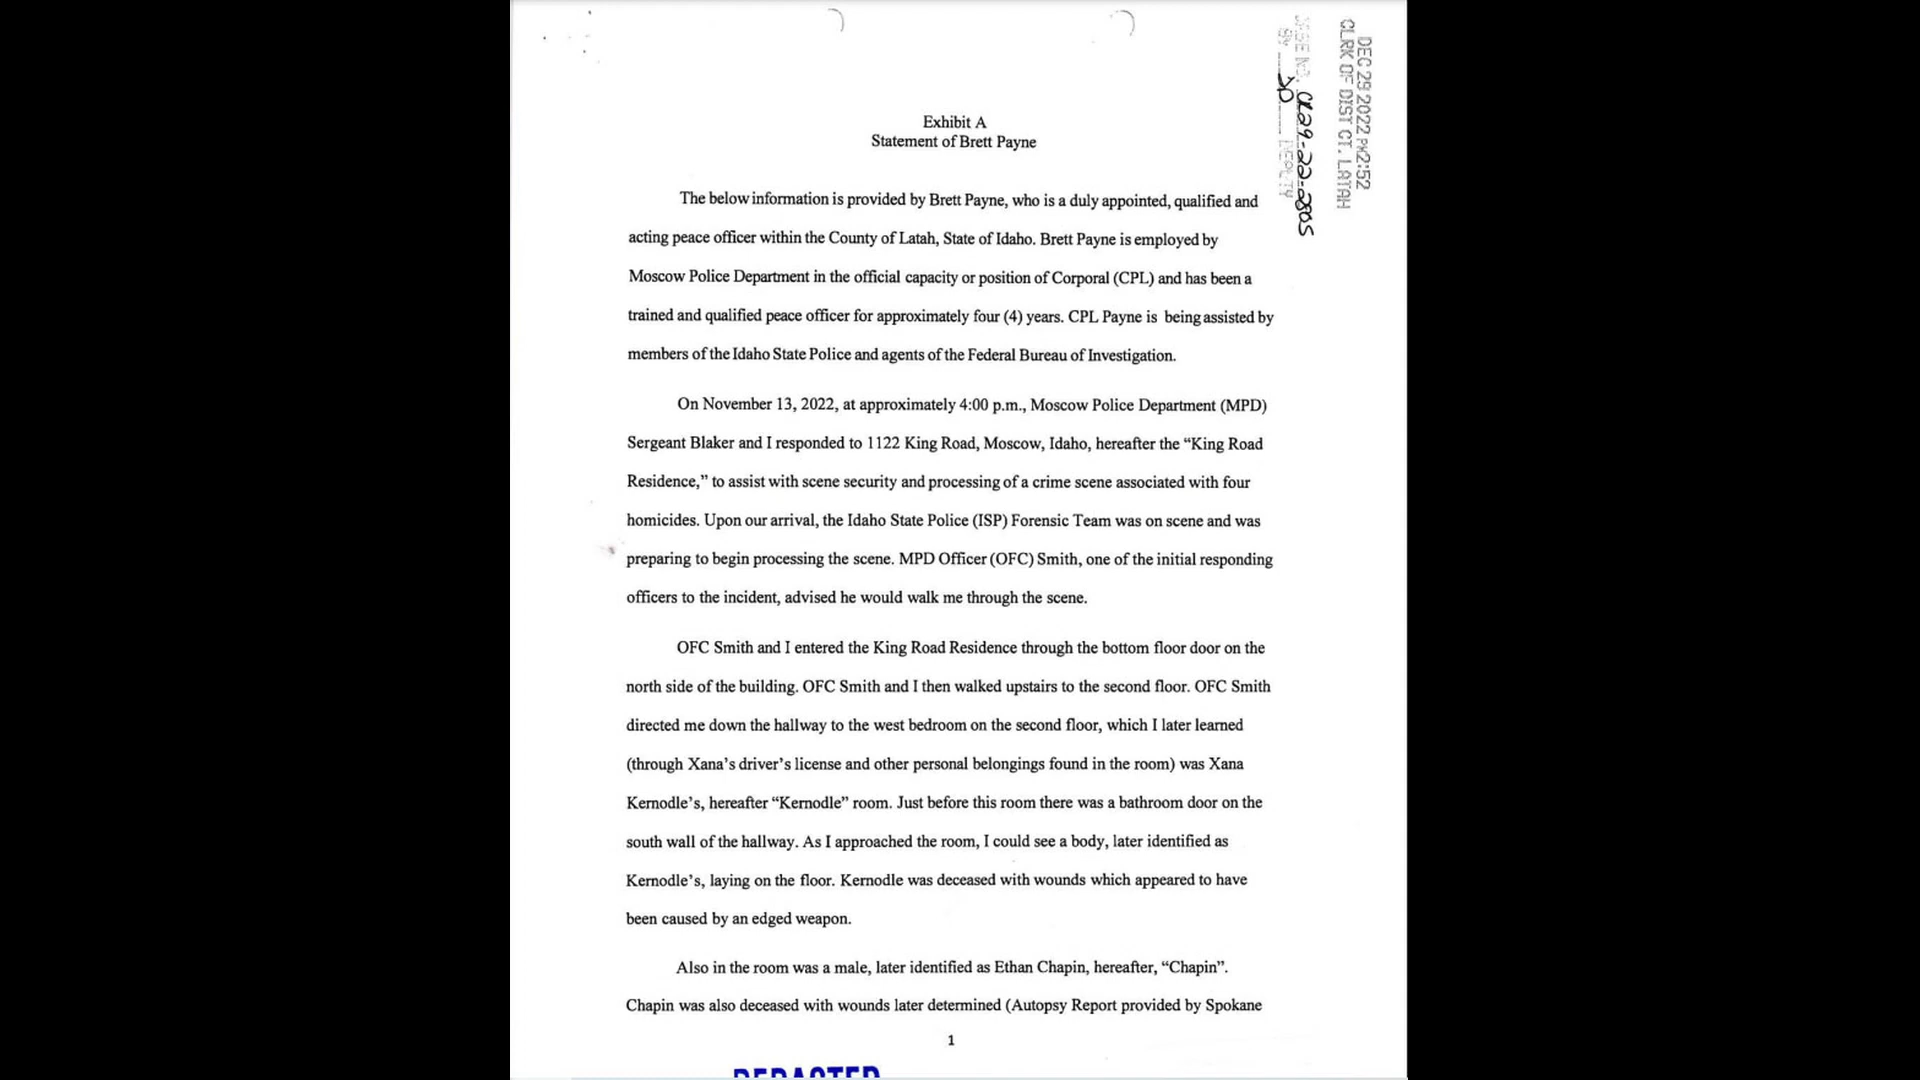 DEC 29 2022 PM2:52
CLRK OF DIST CT. LATAH
CASE NO. CR29-22-2805
BY DEPUTY
Exhibit A
Statement of Brett Payne
The below information is provided by Brett Payne, who is a duly appointed, qualified and
acting peace officer within the County of Latah, State of Idaho. Brett Payne is employed by
Moscow Police Department in the official capacity or position of Corporal (CPL) and has been a
trained and qualified peace officer for approximately four (4) years. CPL Payne is being assisted by
members of the Idaho State Police and agents of the Federal Bureau of Investigation.
On November 13, 2022, at approximately 4:00 p.m., Moscow Police Department (MPD)
Sergeant Blaker and I responded to 1122 King Road, Moscow, Idaho, hereafter the “King Road
Residence,” to assist with scene security and processing of a crime scene associated with four
homicides. Upon our arrival, the Idaho State Police (ISP) Forensic Team was on scene and was
preparing to begin processing the scene. MPD Officer (OFC) Smith, one of the initial responding
officers to the incident, advised he would walk me through the scene.
OFC Smith and I entered the King Road Residence through the bottom floor door on the
north side of the building. OFC Smith and I then walked upstairs to the second floor. OFC Smith
directed me down the hallway to the west bedroom on the second floor, which I later learned
(through Xana’s driver’s license and other personal belongings found in the room) was Xana
Kernodle’s, hereafter “Kernodle” room. Just before this room there was a bathroom door on the
south wall of the hallway. As I approached the room, I could see a body, later identified as
Kernodle’s, laying on the floor. Kernodle was deceased with wounds which appeared to have
been caused by an edged weapon.
Also in the room was a male, later identified as Ethan Chapin, hereafter, “Chapin”.
Chapin was also deceased with wounds later determined (Autopsy Report provided by Spokane
1
REDACTED